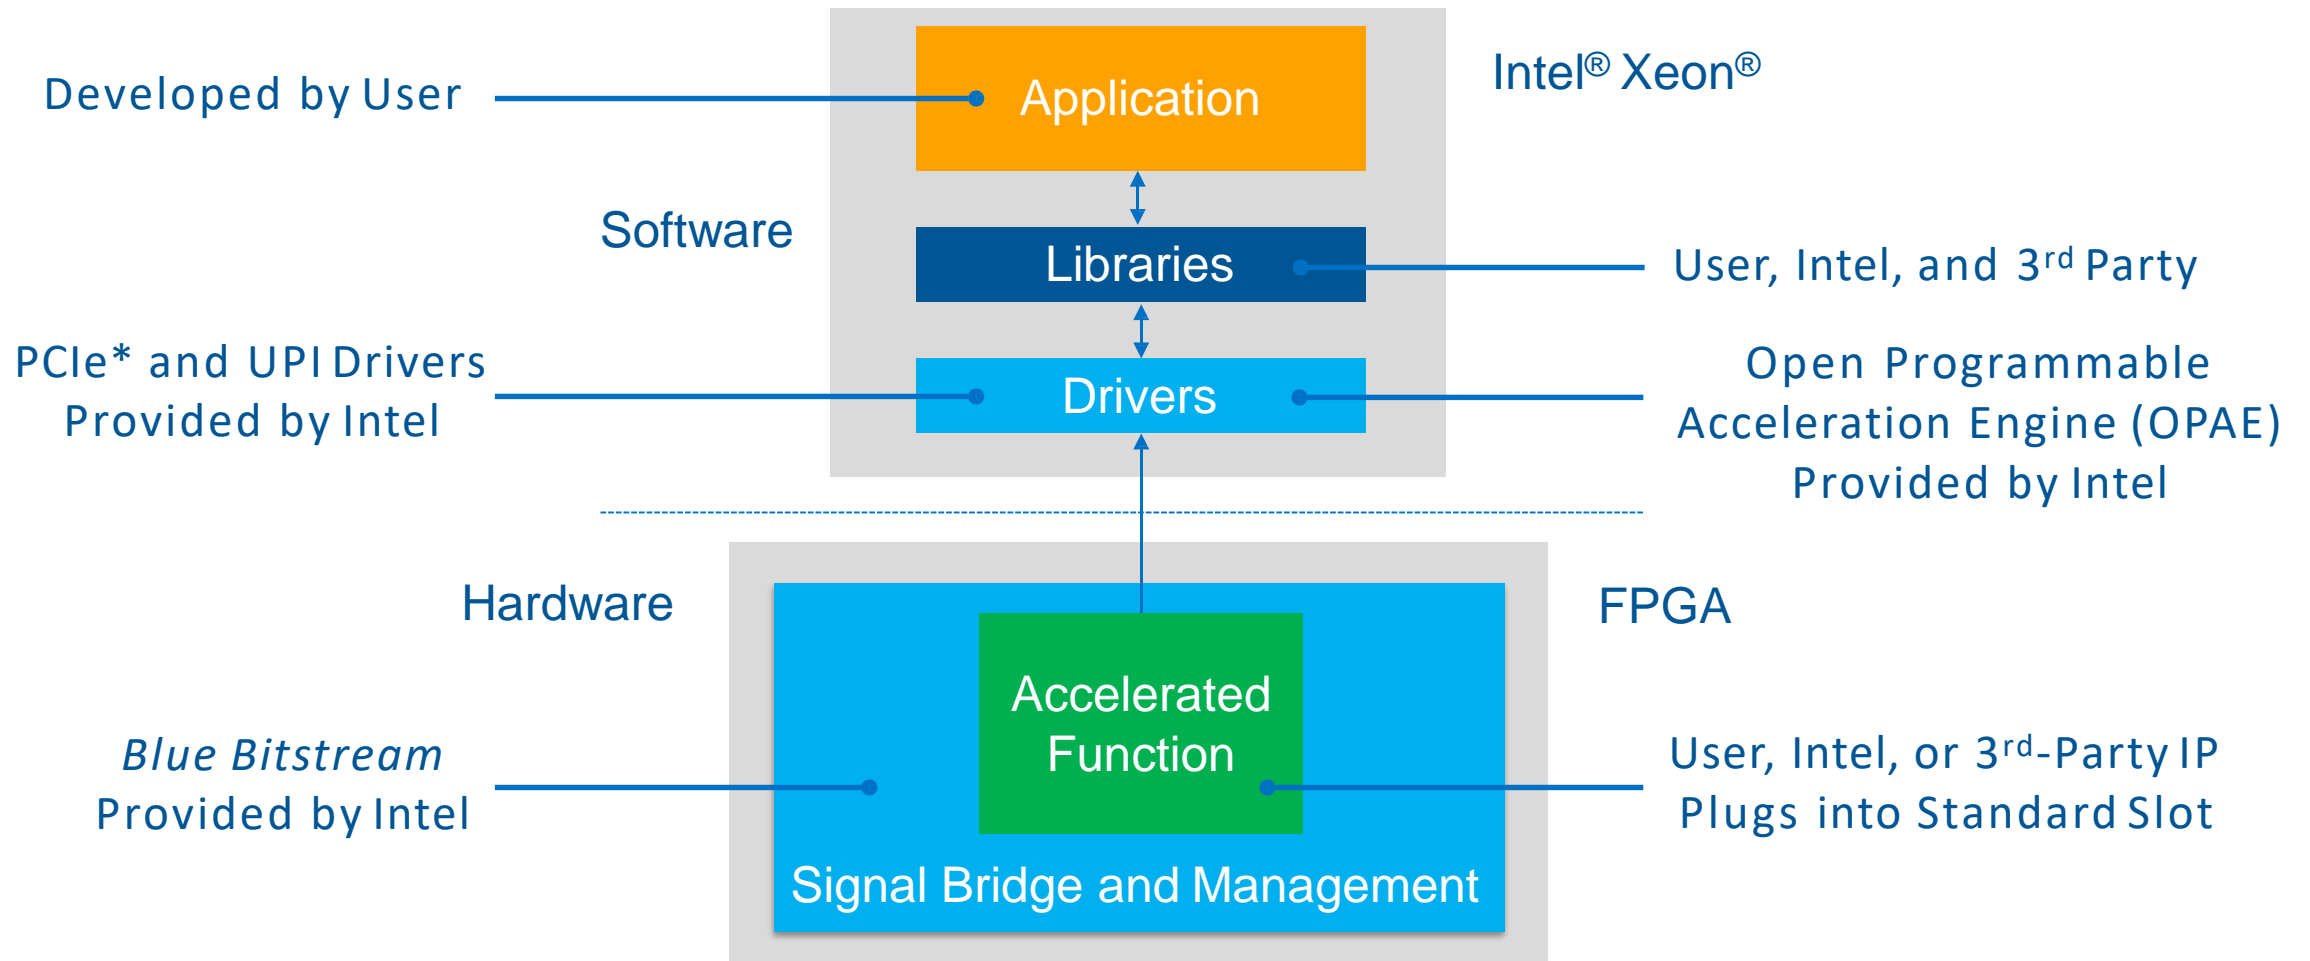 Developed by User
Application
Intel® Xeon®
Software
Libraries
User, Intel, and 3rd Party
PCIe* and UPI Drivers
Provided by Intel
Drivers
Open Programmable
Acceleration Engine (OPAE)
Provided by Intel
Hardware
FPGA
Accelerated
Function
Blue Bitstream
Provided by Intel
User, Intel, or 3rd-Party IP
Plugs into Standard Slot
Signal Bridge and Management